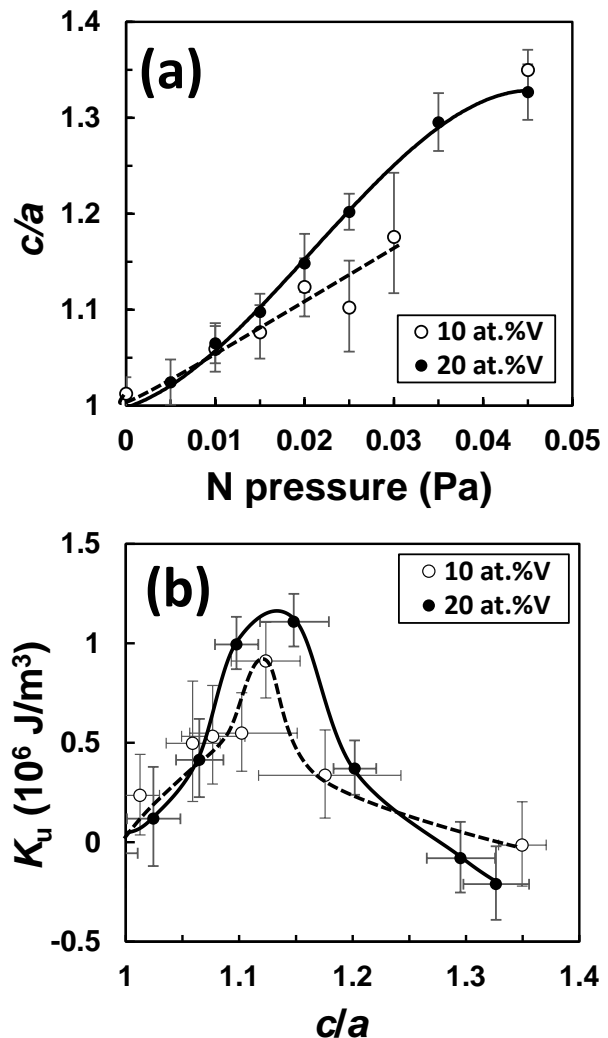 (a)
1.4
1.3
1.2
1.1
1
c/a
10 at.%V
20 at.%V
0
0.01
0.02
0.03
0.04
0.05
N pressure (Pa)
(b)
1.5
1
0.5
0
-0.5
Ku (10⁶ J/m³)
10 at.%V
20 at.%V
1
1.1
1.2
1.3
1.4
c/a